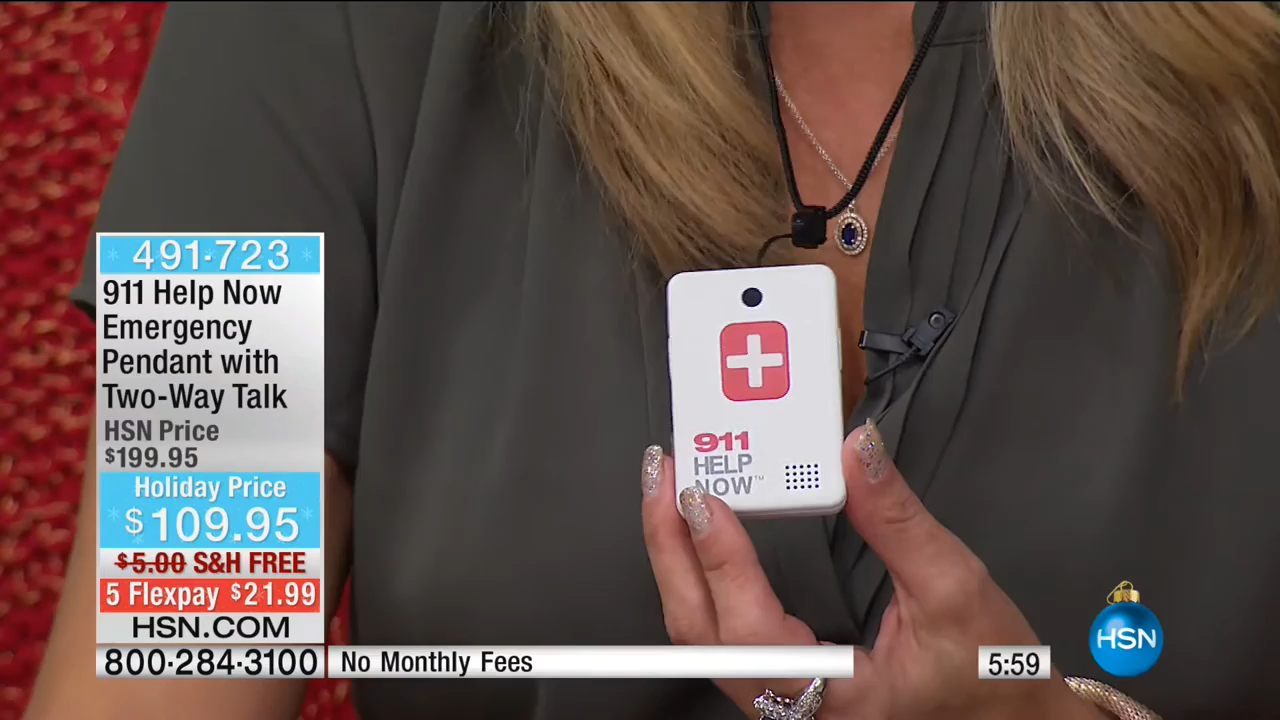 491·723
911 Help Now
Emergency
Pendant with
Two-Way Talk
HSN Price
$199.95
Holiday Price
$109.95
$5.00 S&H FREE
5 Flexpay $21.99
HSN.COM
800·284·3100
No Monthly Fees
5:59
911
HELP
NOW™
HSN